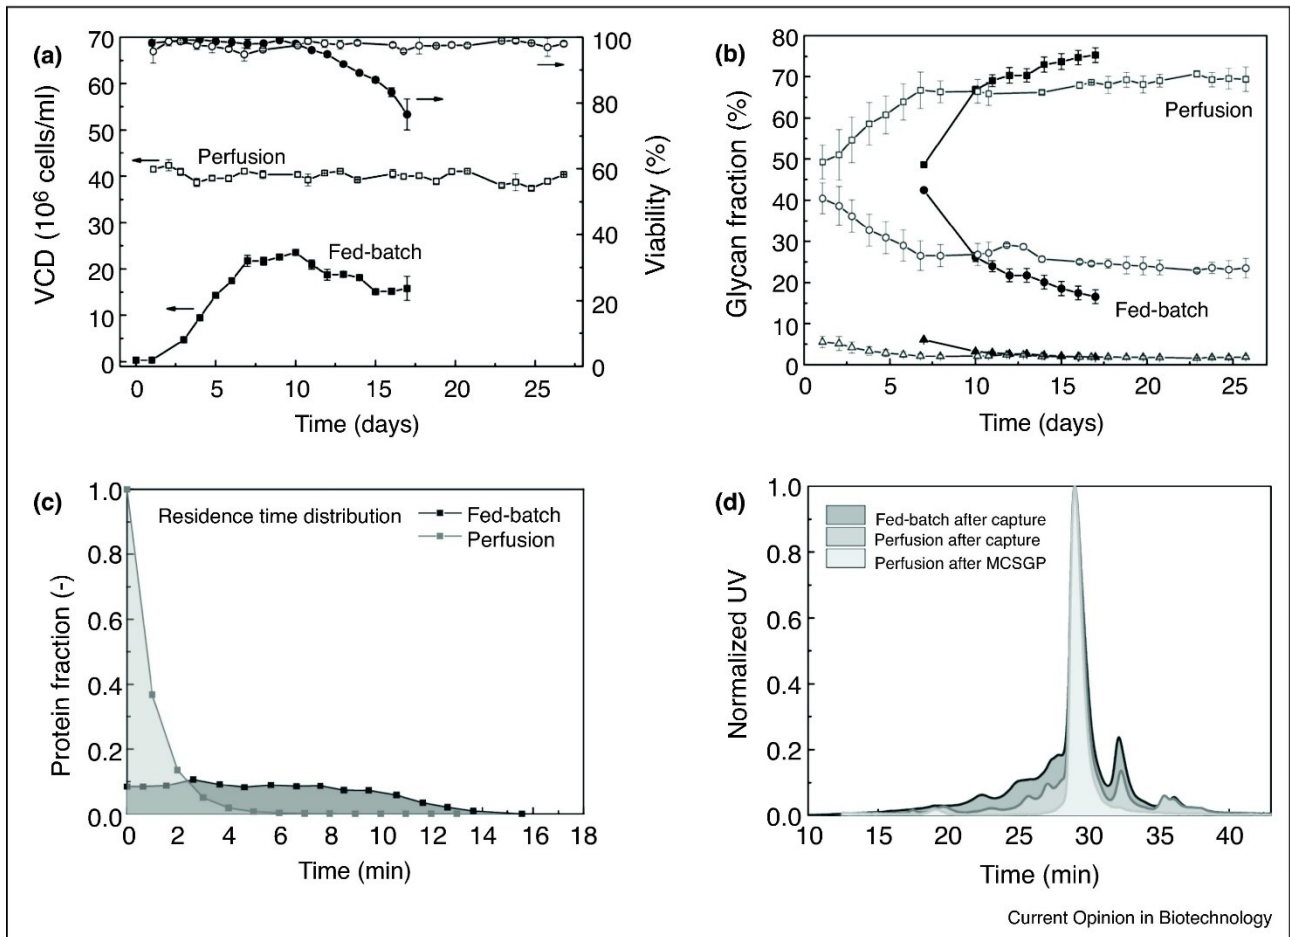 (a)
70
60
50
40
30
20
10
0
VCD (10⁶ cells/ml)
100
80
60
40
20
0
Viability (%)
Perfusion
Fed-batch
0 5 10 15 20 25
Time (days)
(b)
80
70
60
50
40
30
20
10
0
Glycan fraction (%)
Perfusion
Fed-batch
0 5 10 15 20 25
Time (days)
(c)
1.0
0.8
0.6
0.4
0.2
0.0
Protein fraction (-)
Residence time distribution
Fed-batch
Perfusion
0 2 4 6 8 10 12 14 16 18
Time (min)
(d)
1.0
0.8
0.6
0.4
0.2
0.0
Normalized UV
Fed-batch after capture
Perfusion after capture
Perfusion after MCSGP
10 15 20 25 30 35 40
Time (min)
Current Opinion in Biotechnology